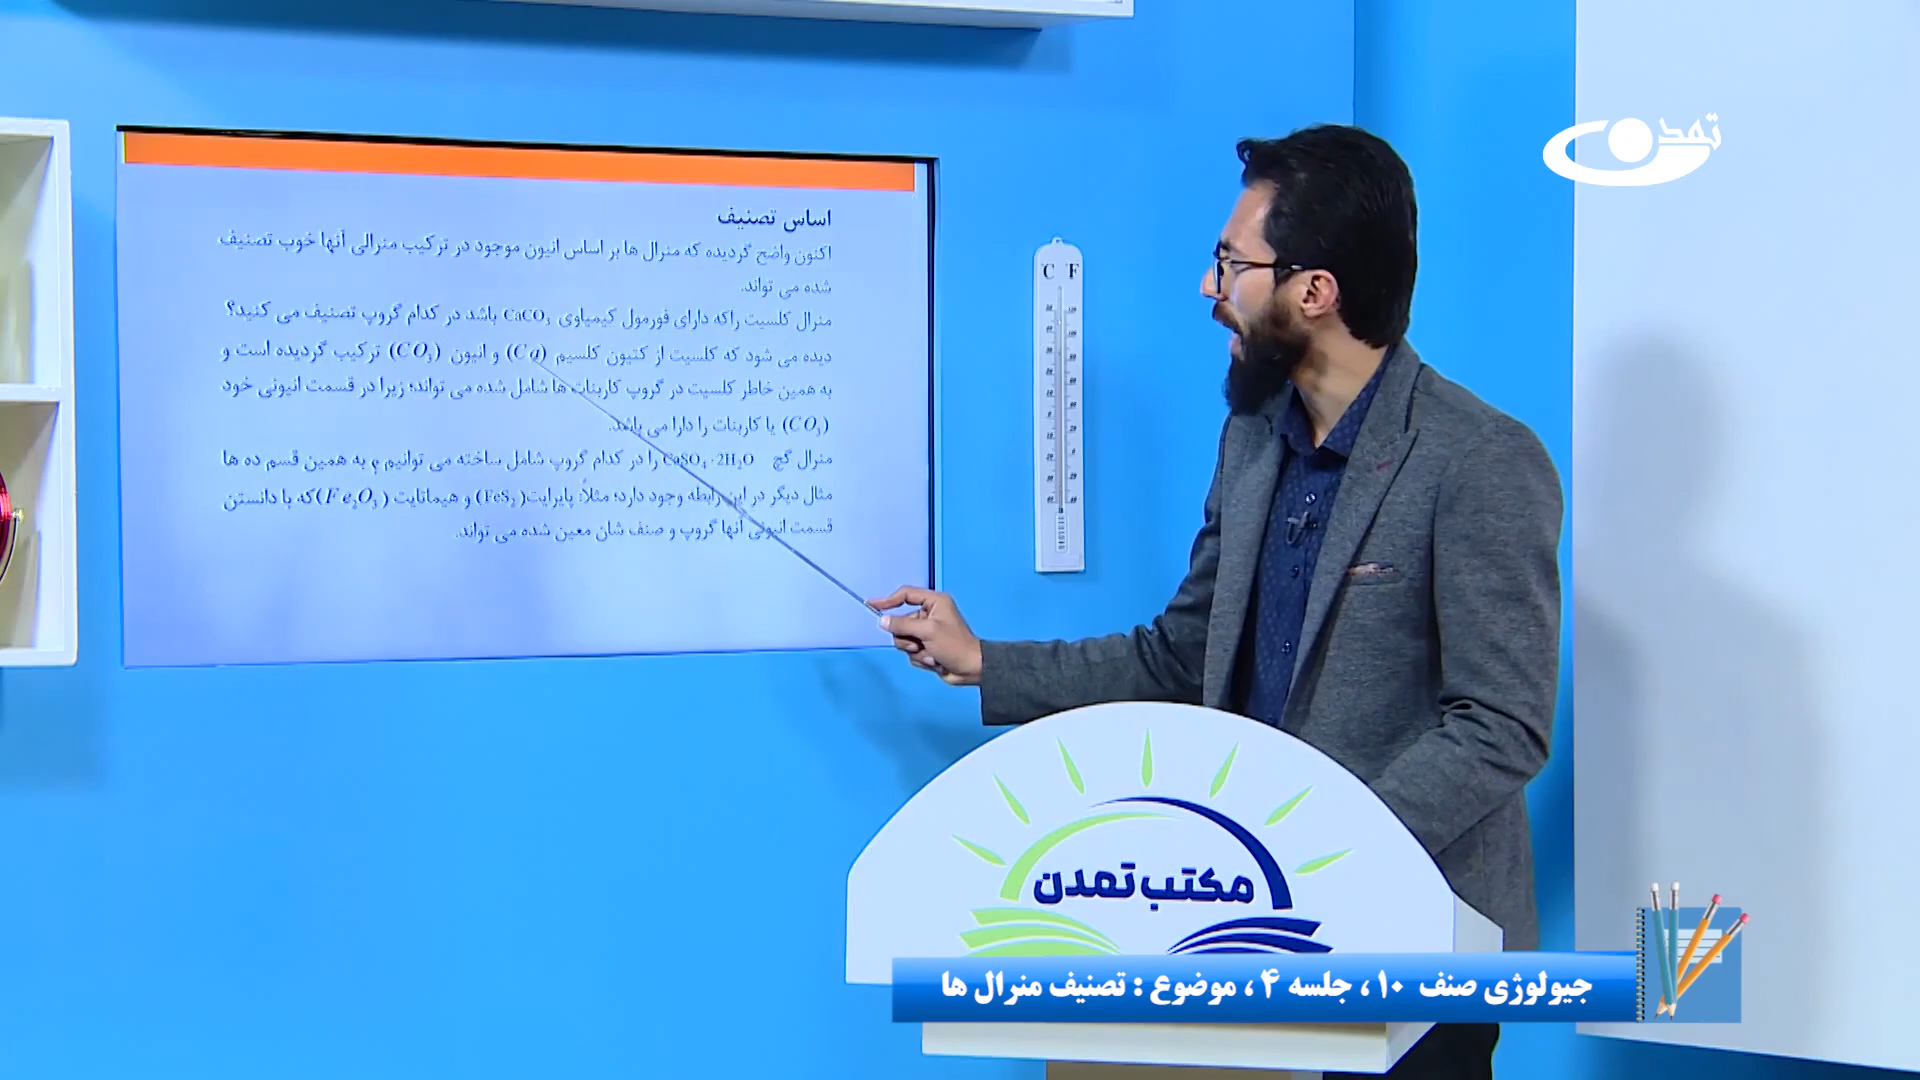 تمدن
اساس تصنیف
اکنون واضح گردیده که منرال ها بر اساس انیون موجود در ترکیب منرالی آنها خوب تصنیف
شده می تواند.
منرال کلسیت راکه دارای فورمول کیمیاوی CaCO₃ باشد در کدام گروپ تصنیف می کنید؟
دیده می شود که کلسیت از کتیون کلسیم (Ca) و انیون (CO₃) ترکیب گردیده است و
به همین خاطر کلسیت در گروپ کاربنات ها شامل شده می تواند؛ زیرا در قسمت انیونی خود
(CO₃) یا کاربنات را دارا می باشد.
منرال گچ CaSO₄·2H₂O را در کدام گروپ شامل ساخته می توانیم و به همین قسم ده ها
مثال دیگر در این رابطه وجود دارد؛ مثلاً: پایرایت (FeS₂) و هیماتایت (Fe₂O₃) که با دانستن
قسمت انیونی آنها گروپ و صنف شان معین شده می تواند.
C F
مکتب تمدن
جیولوژی صنف ۱۰ ، جلسه ۴ ، موضوع : تصنیف منرال ها